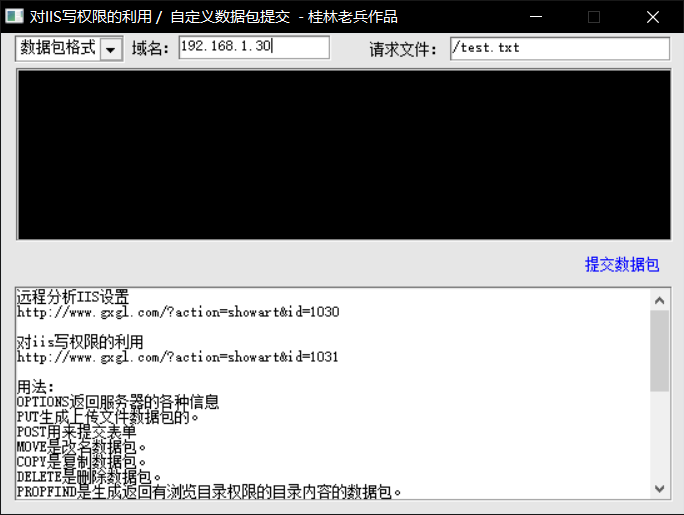 对IIS写权限的利用 / 自定义数据包提交 - 桂林老兵作品
数据包格式 域名: 192.168.1.30 请求文件: /test.txt
提交数据包
远程分析IIS设置
http://www.gxgl.com/?action=showart&id=1030
对iis写权限的利用
http://www.gxgl.com/?action=showart&id=1031
用法:
OPTIONS返回服务器的各种信息
PUT生成上传文件数据包的。
POST用来提交表单
MOVE是改名数据包。
COPY是复制数据包。
DELETE是删除数据包。
PROPFIND是生成返回有浏览目录权限的目录内容的数据包。